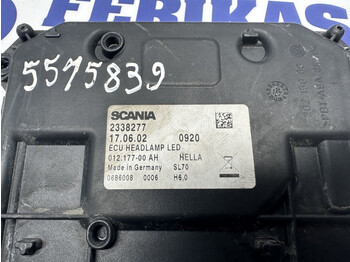 FERIKAS
5575839
SCANIA
2338277
17.06.02 0920
ECU HEADLAMP LED
012.177-00 AH HELLA
Made in Germany SL70
0686008 0006 H6,0